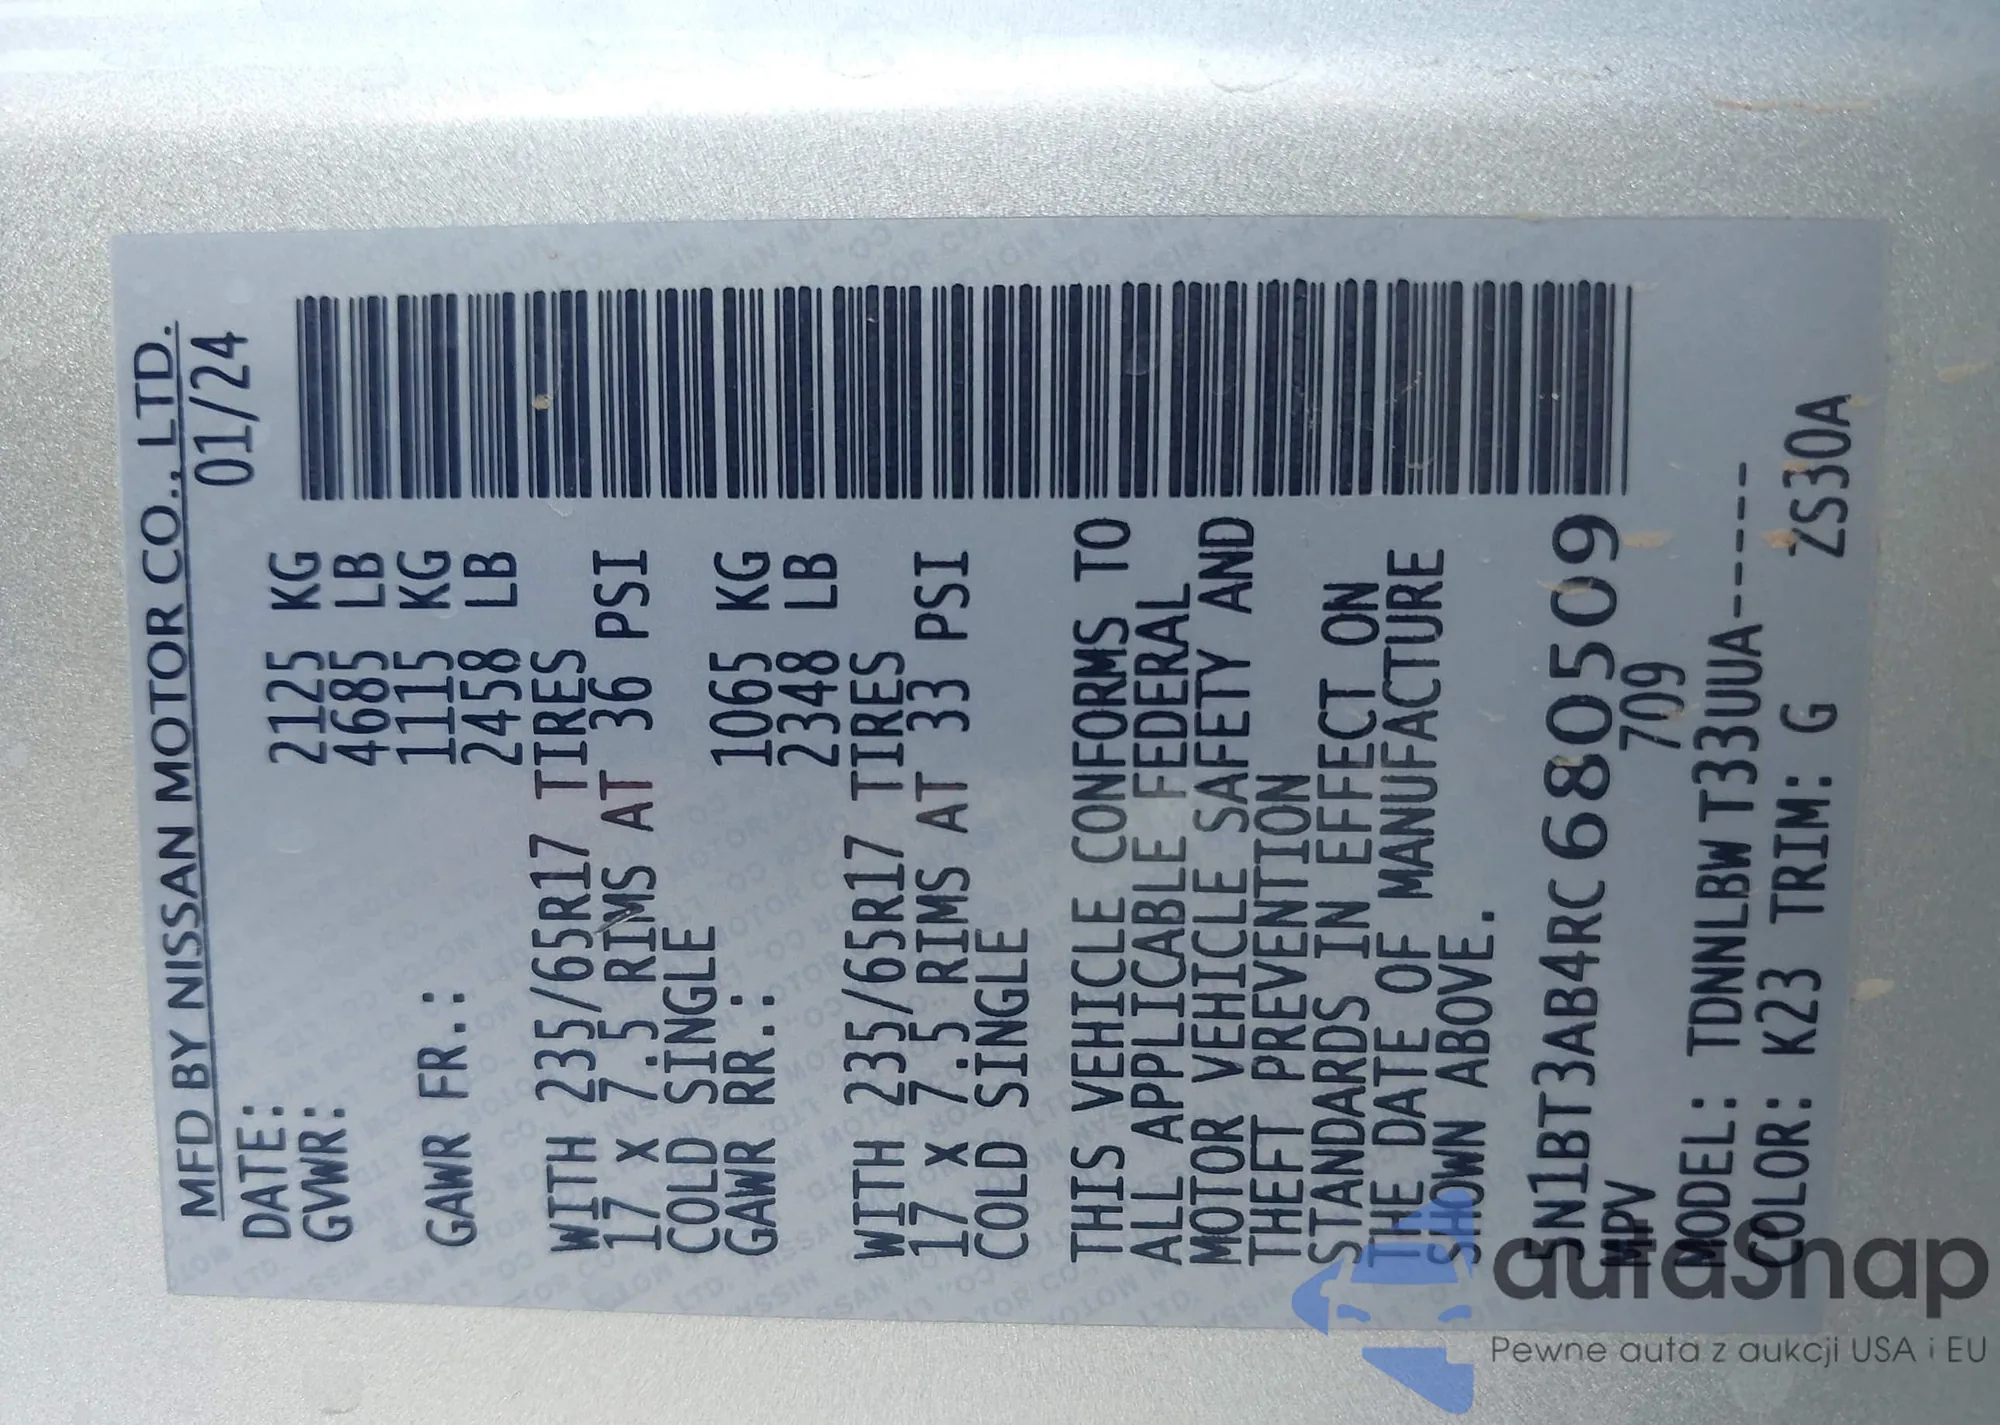 MFD BY NISSAN MOTOR CO., LTD.
DATE: 01/24
GVWR: 2125 KG
4685 LB
GAWR FR.: 1115 KG
2458 LB
WITH 235/65R17 TIRES
17 x 7.5 RIMS AT 36 PSI
COLD SINGLE
GAWR RR.: 1065 KG
2348 LB
WITH 235/65R17 TIRES
17 x 7.5 RIMS AT 33 PSI
COLD SINGLE
THIS VEHICLE CONFORMS TO
ALL APPLICABLE FEDERAL
MOTOR VEHICLE SAFETY AND
THEFT PREVENTION
STANDARDS IN EFFECT ON
THE DATE OF MANUFACTURE
SHOWN ABOVE.
5N1BT3AB4RC680509
MPV 709
MODEL: TDNNLBW T33UUA-----
COLOR: K23 TRIM: G ZS30A
autaSnap
Pewne auta z aukcji USA i EU